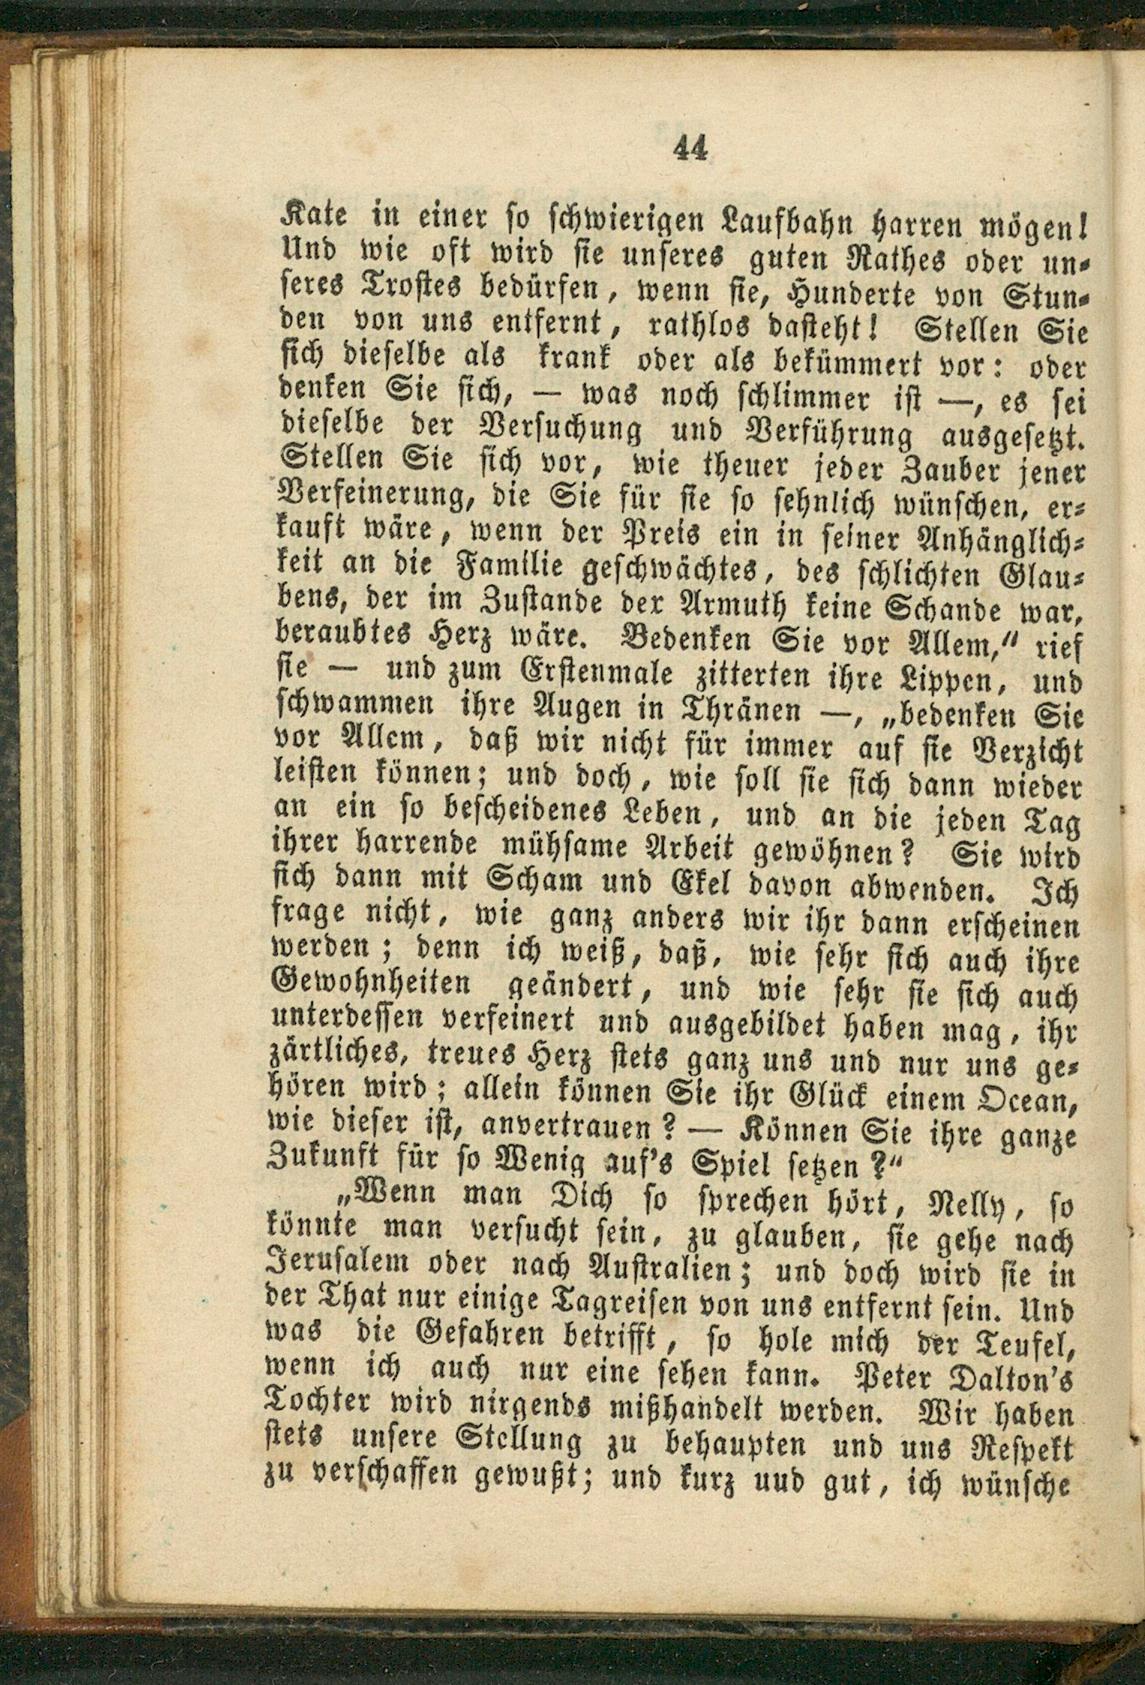 44
Kate in einer so schwierigen Laufbahn harren mögen!
Und wie oft wird sie unseres guten Rathes oder un-
seres Trostes bedürfen, wenn sie, Hunderte von Stun-
den von uns entfernt, rathlos dasteht! Stellen Sie
sich dieselbe als krank oder als bekümmert vor: oder
denken Sie sich, — was noch schlimmer ist —, es sei
dieselbe der Versuchung und Verführung ausgesetzt.
Stellen Sie sich vor, wie theuer jeder Zauber jener
Verfeinerung, die Sie für sie so sehnlich wünschen, er-
kauft wäre, wenn der Preis ein in seiner Anhänglich-
keit an die Familie geschwächtes, des schlichten Glau-
bens, der im Zustande der Armuth keine Schande war,
beraubtes Herz wäre. Bedenken Sie vor Allem,“ rief
sie — und zum Erstenmale zitterten ihre Lippen, und
schwammen ihre Augen in Thränen —, „bedenken Sie
vor Allem, daß wir nicht für immer auf sie Verzicht
leisten können; und doch, wie soll sie sich dann wieder
an ein so bescheidenes Leben, und an die jeden Tag
ihrer harrende mühsame Arbeit gewöhnen? Sie wird
sich dann mit Scham und Ekel davon abwenden. Ich
frage nicht, wie ganz anders wir ihr dann erscheinen
werden; denn ich weiß, daß, wie sehr sich auch ihre
Gewohnheiten geändert, und wie sehr sie sich auch
unterdessen verfeinert und ausgebildet haben mag, ihr
zärtliches, treues Herz stets ganz uns und nur uns ge-
hören wird; allein können Sie ihr Glück einem Ocean,
wie dieser ist, anvertrauen? — Können Sie ihre ganze
Zukunft für so Wenig auf's Spiel setzen?“
„Wenn man Dich so sprechen hört, Nelly, so
könnte man versucht sein, zu glauben, sie gehe nach
Jerusalem oder nach Australien; und doch wird sie in
der That nur einige Tagreisen von uns entfernt sein. Und
was die Gefahren betrifft, so hole mich der Teufel,
wenn ich auch nur eine sehen kann. Peter Dalton's
Tochter wird nirgends mißhandelt werden. Wir haben
stets unsere Stellung zu behaupten und uns Respekt
zu verschaffen gewußt; und kurz uud gut, ich wünsche